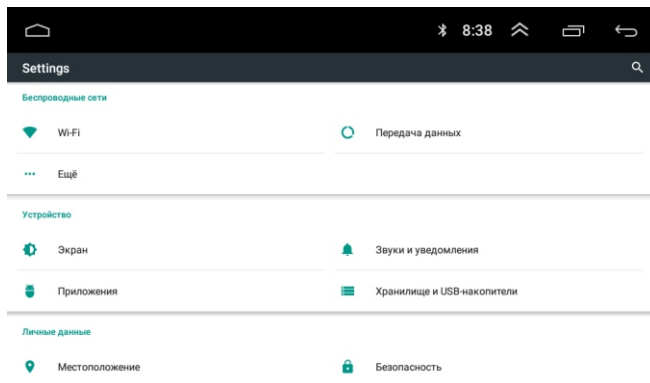 8:38
Settings
Беспроводные сети
Wi-Fi
Передача данных
Ещё
Устройство
Экран
Звуки и уведомления
Приложения
Хранилище и USB-накопители
Личные данные
Местоположение
Безопасность